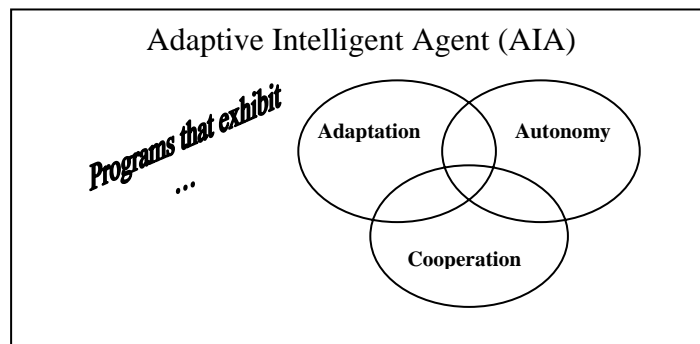 Adaptive Intelligent Agent (AIA)
Programs that exhibit
...
Adaptation
Autonomy
Cooperation